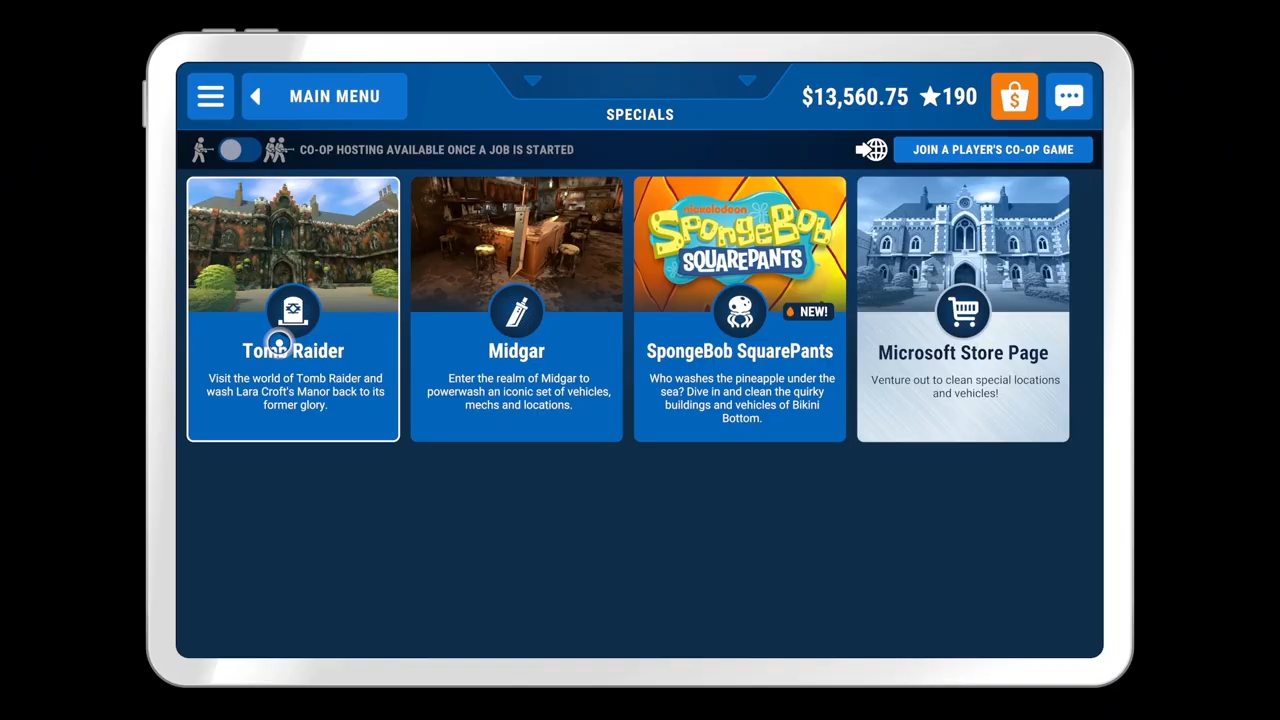 MAIN MENU
$13,560.75 ★190
SPECIALS
CO-OP HOSTING AVAILABLE ONCE A JOB IS STARTED
JOIN A PLAYER'S CO-OP GAME
Tomb Raider
Visit the world of Tomb Raider and
wash Lara Croft's Manor back to its
former glory.
Midgar
Enter the realm of Midgar to
powerwash an iconic set of vehicles,
mechs and locations.
nickelodeon
SpongeBob
SQUAREPANTS
NEW!
SpongeBob SquarePants
Who washes the pineapple under the
sea? Dive in and clean the quirky
buildings and vehicles of Bikini
Bottom.
Microsoft Store Page
Venture out to clean special locations
and vehicles!